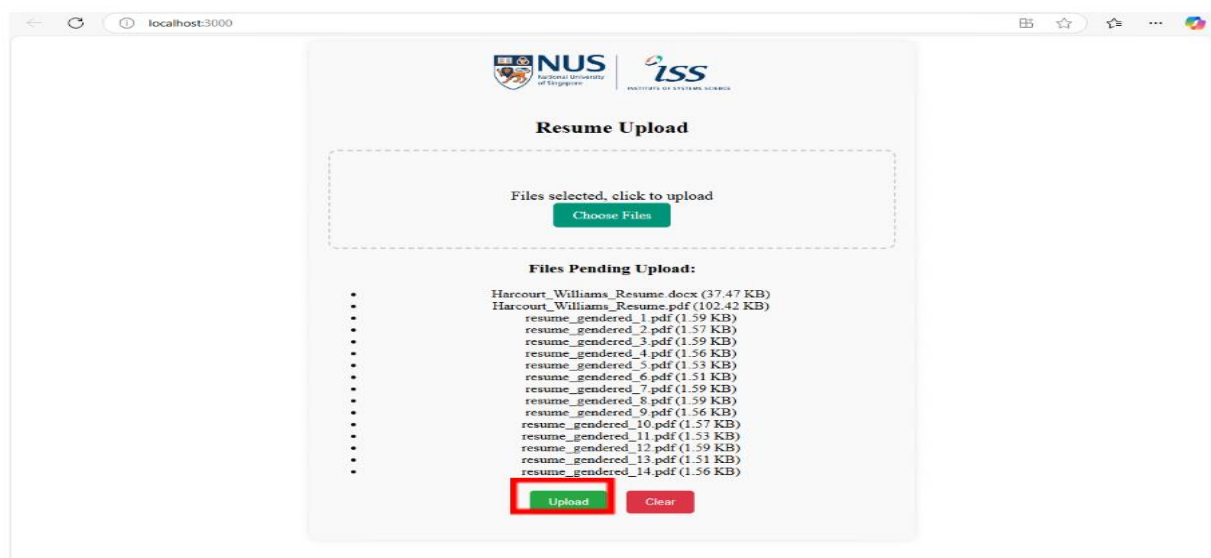 localhost:3000
NUS
National University
of Singapore
iss
INSTITUTE OF SYSTEMS SCIENCE
Resume Upload
Files selected, click to upload
Choose Files
Files Pending Upload:
Harcourt_Williams_Resume.docx (37.47 KB)
Harcourt_Williams_Resume.pdf (102.42 KB)
resume_gendered_1.pdf (1.59 KB)
resume_gendered_2.pdf (1.57 KB)
resume_gendered_3.pdf (1.59 KB)
resume_gendered_4.pdf (1.56 KB)
resume_gendered_5.pdf (1.53 KB)
resume_gendered_6.pdf (1.51 KB)
resume_gendered_7.pdf (1.59 KB)
resume_gendered_8.pdf (1.59 KB)
resume_gendered_9.pdf (1.56 KB)
resume_gendered_10.pdf (1.57 KB)
resume_gendered_11.pdf (1.53 KB)
resume_gendered_12.pdf (1.59 KB)
resume_gendered_13.pdf (1.51 KB)
resume_gendered_14.pdf (1.56 KB)
Upload Clear